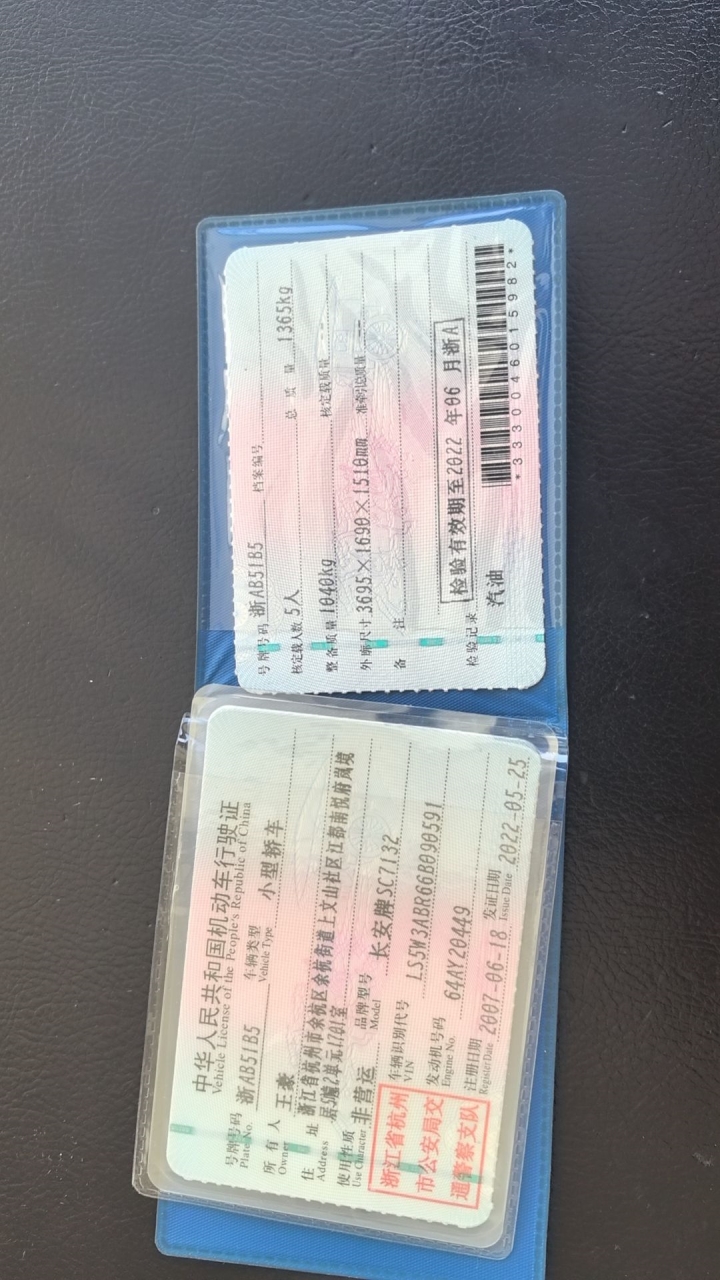 中华人民共和国机动车行驶证
Vehicle License of the People's Republic of China
号牌号码 浙AB51B5 车辆类型 小型轿车
Plate No. Vehicle Type
所有人 王豪
Owner
住址 浙江省杭州市余杭区余杭街道上文山社区江都南悦府岚境
Address 居5幢2单元1701室
使用性质 非营运 品牌型号 长安牌SC7132
Use Character Model
浙江省杭州
市公安局交
通警察支队
车辆识别代号 LS5W3ABR66B090591
VIN
发动机号码 64AY20449
Engine No.
注册日期 2007-06-18 发证日期 2022-05-25
Register Date Issue Date
号牌号码 浙AB51B5 档案编号
核定载人数 5人 总质量 1365kg
整备质量 1040kg 核定载质量
外廓尺寸 3695×1690×1510mm 准牵引总质量
备注
检验有效期至2022年06月浙A
检验记录
汽油
*3330046015982*